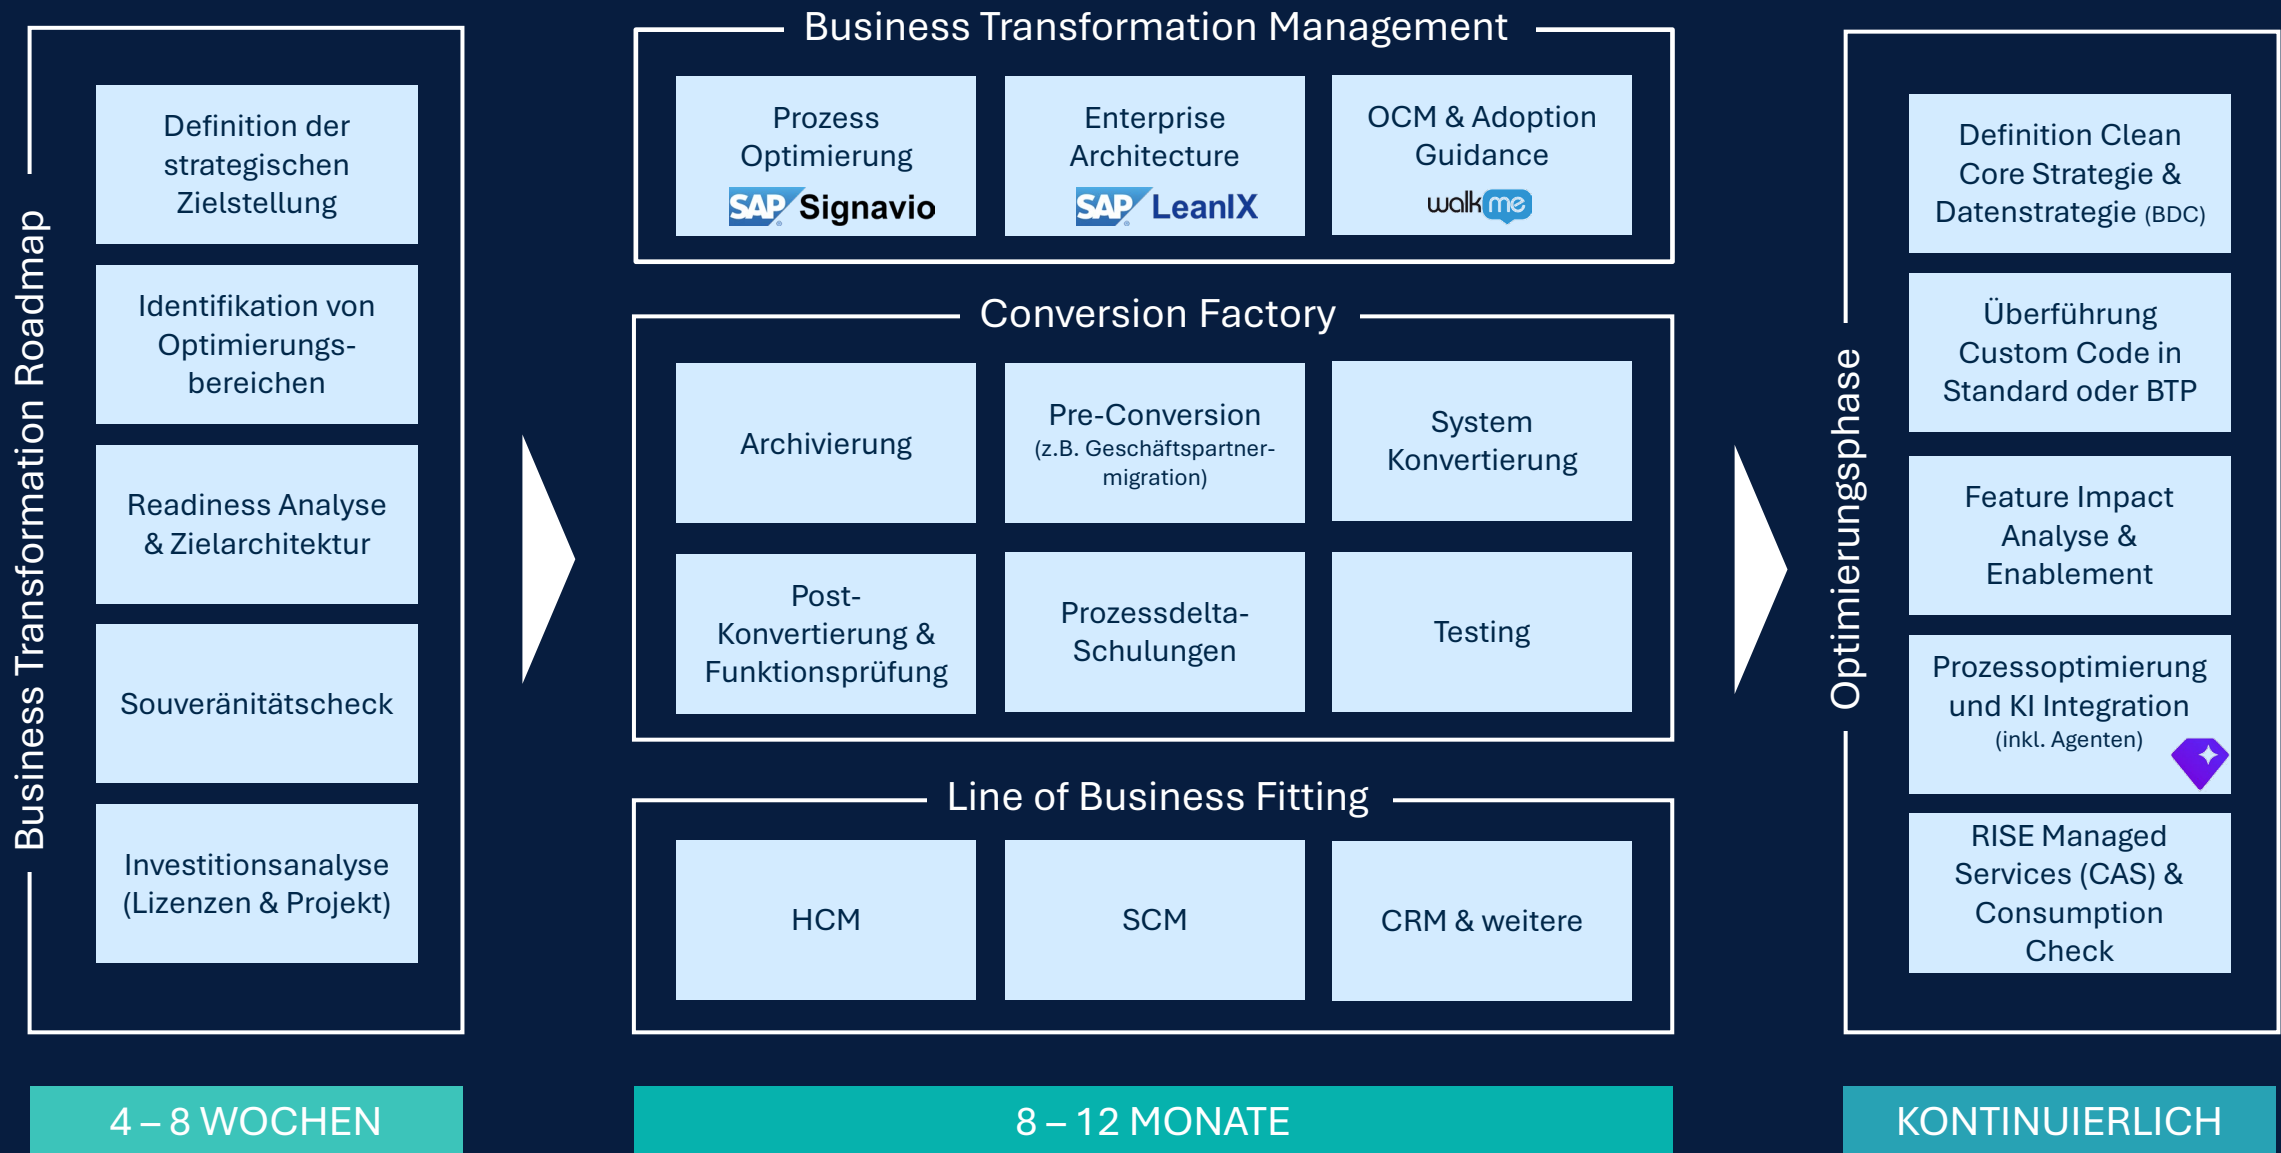 Business Transformation Roadmap
Definition der
strategischen
Zielstellung
Identifikation von
Optimierungs-
bereichen
Readiness Analyse
& Zielarchitektur
Souveränitätscheck
Investitionsanalyse
(Lizenzen & Projekt)
4 – 8 WOCHEN
Business Transformation Management
Prozess
Optimierung
SAP Signavio
Enterprise
Architecture
SAP LeanIX
OCM & Adoption
Guidance
walkme
Conversion Factory
Archivierung
Pre-Conversion
(z.B. Geschäftspartner-
migration)
System
Konvertierung
Post-
Konvertierung &
Funktionsprüfung
Prozessdelta-
Schulungen
Testing
Line of Business Fitting
HCM
SCM
CRM & weitere
8 – 12 MONATE
Optimierungsphase
Definition Clean
Core Strategie &
Datenstrategie (BDC)
Überführung
Custom Code in
Standard oder BTP
Feature Impact
Analyse &
Enablement
Prozessoptimierung
und KI Integration
(inkl. Agenten)
RISE Managed
Services (CAS) &
Consumption
Check
KONTINUIERLICH